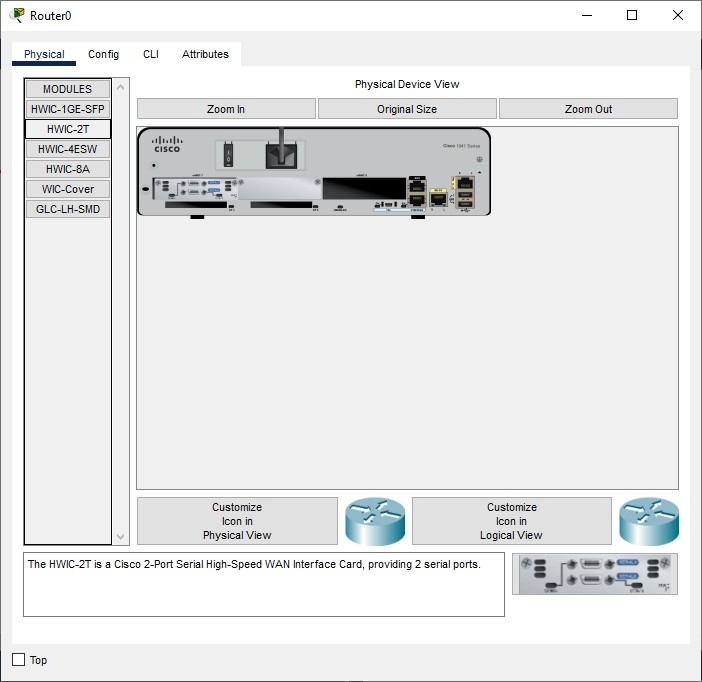 Router0
Physical Config CLI Attributes
MODULES
HWIC-1GE-SFP
HWIC-2T
HWIC-4ESW
HWIC-8A
WIC-Cover
GLC-LH-SMD
Physical Device View
Zoom In Original Size Zoom Out
CISCO
Cisco 1941 Series
Customize
Icon in
Physical View
Customize
Icon in
Logical View
The HWIC-2T is a Cisco 2-Port Serial High-Speed WAN Interface Card, providing 2 serial ports.
Top